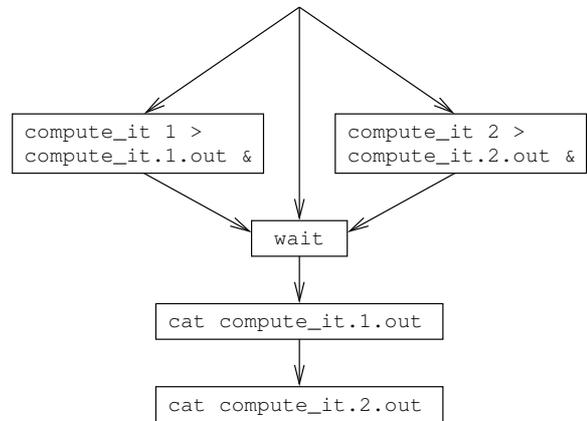 compute_it 1 >
compute_it.1.out &
compute_it 2 >
compute_it.2.out &
wait
cat compute_it.1.out
cat compute_it.2.out